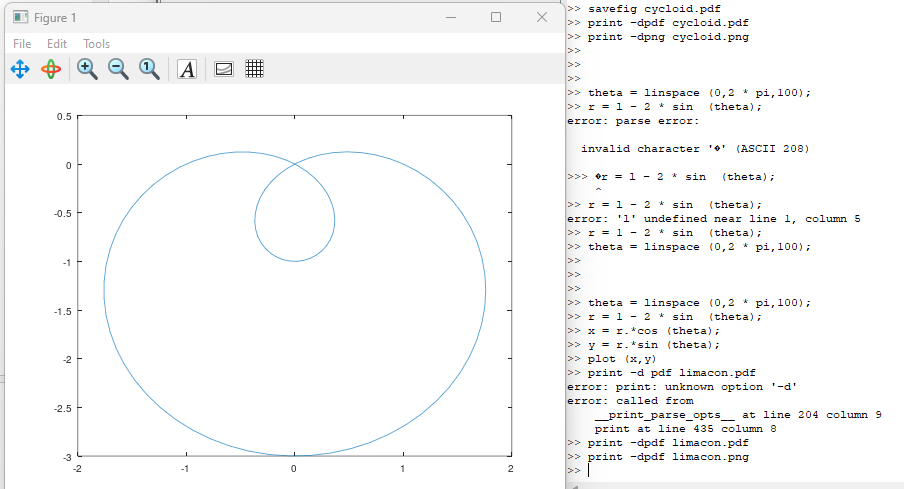 Figure 1
File Edit Tools
A
0.5
0
-0.5
-1
-1.5
-2
-2.5
-3
-2 -1 0 1 2
>> savefig cycloid.pdf
>> print -dpdf cycloid.pdf
>> print -dpng cycloid.png
>>
>>
>>
>> theta = linspace (0,2 * pi,100);
>> r = 1 - 2 * sin  (theta);
error: parse error:
  invalid character '�' (ASCII 208)
>>> �r = 1 - 2 * sin  (theta);
    ^
>> r = l - 2 * sin  (theta);
error: 'l' undefined near line 1, column 5
>> r = 1 - 2 * sin  (theta);
>> theta = linspace (0,2 * pi,100);
>>
>>
>>
>> theta = linspace (0,2 * pi,100);
>> r = 1 - 2 * sin  (theta);
>> x = r.*cos (theta);
>> y = r.*sin (theta);
>> plot (x,y)
>> print -d pdf limacon.pdf
error: print: unknown option '-d'
error: called from
    __print_parse_opts__ at line 204 column 9
    print at line 435 column 8
>> print -dpdf limacon.pdf
>> print -dpdf limacon.png
>>